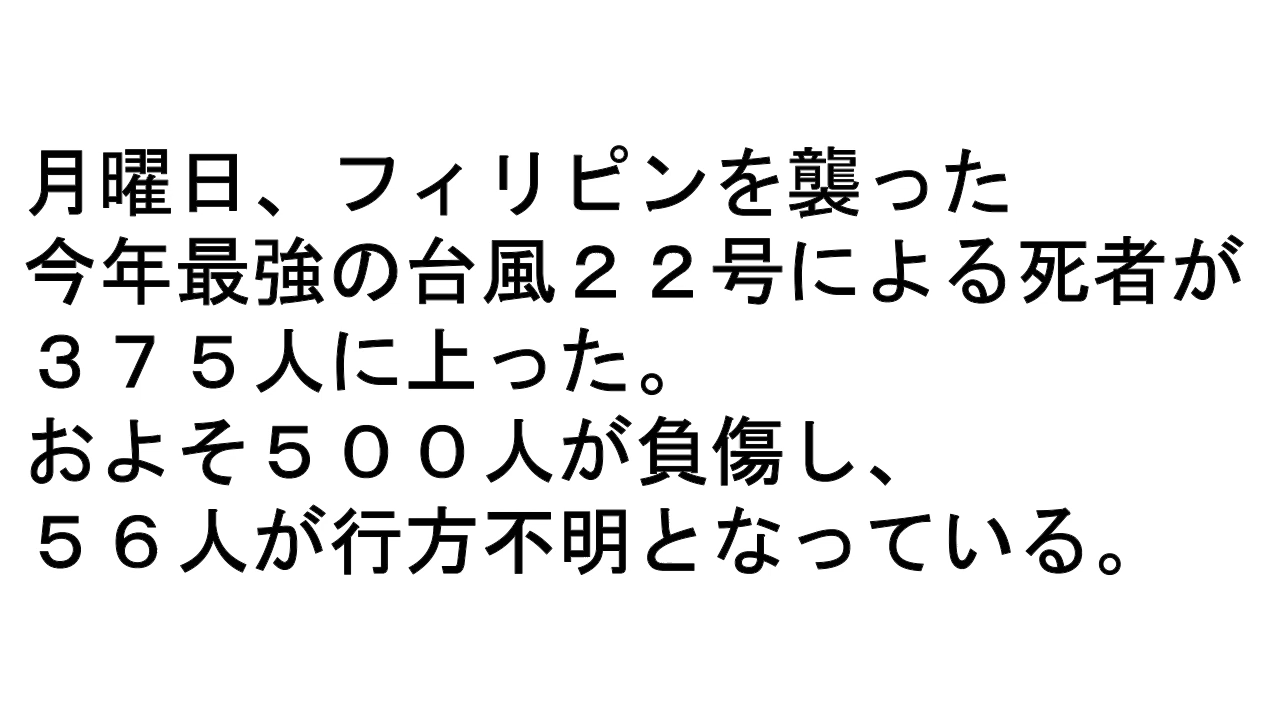 月曜日、フィリピンを襲った
今年最強の台風２２号による死者が
３７５人に上った。
およそ５００人が負傷し、
５６人が行方不明となっている。